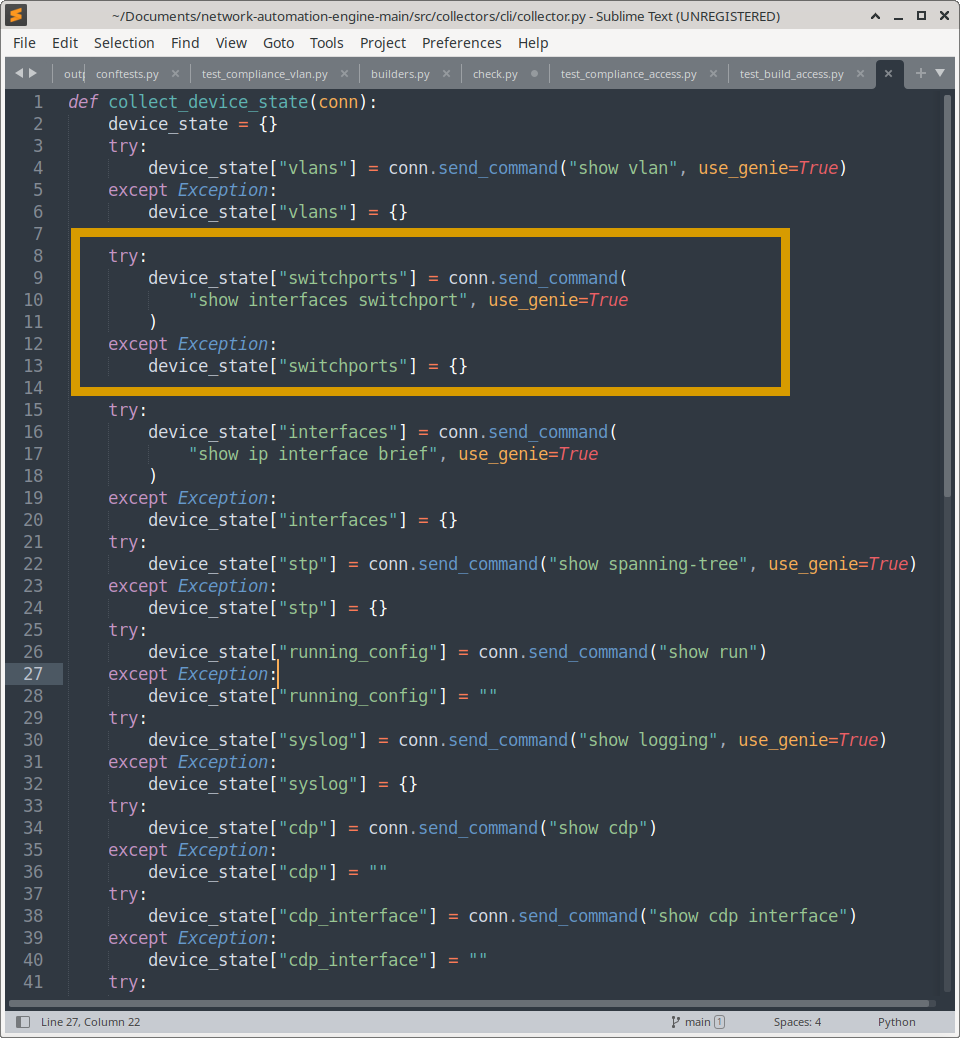 ~/Documents/network-automation-engine-main/src/collectors/cli/collector.py - Sublime Text (UNREGISTERED)
File Edit Selection Find View Goto Tools Project Preferences Help
conftests.py test_compliance_vlan.py builders.py check.py test_compliance_access.py test_build_access.py
1 def collect_device_state(conn):
2     device_state = {}
3     try:
4         device_state["vlans"] = conn.send_command("show vlan", use_genie=True)
5     except Exception:
6         device_state["vlans"] = {}
7
8     try:
9         device_state["switchports"] = conn.send_command(
10             "show interfaces switchport", use_genie=True
11         )
12     except Exception:
13         device_state["switchports"] = {}
14
15     try:
16         device_state["interfaces"] = conn.send_command(
17             "show ip interface brief", use_genie=True
18         )
19     except Exception:
20         device_state["interfaces"] = {}
21     try:
22         device_state["stp"] = conn.send_command("show spanning-tree", use_genie=True)
23     except Exception:
24         device_state["stp"] = {}
25     try:
26         device_state["running_config"] = conn.send_command("show run")
27     except Exception:
28         device_state["running_config"] = ""
29     try:
30         device_state["syslog"] = conn.send_command("show logging", use_genie=True)
31     except Exception:
32         device_state["syslog"] = {}
33     try:
34         device_state["cdp"] = conn.send_command("show cdp")
35     except Exception:
36         device_state["cdp"] = ""
37     try:
38         device_state["cdp_interface"] = conn.send_command("show cdp interface")
39     except Exception:
40         device_state["cdp_interface"] = ""
41     try:
Line 27, Column 22 main 1 Spaces: 4 Python